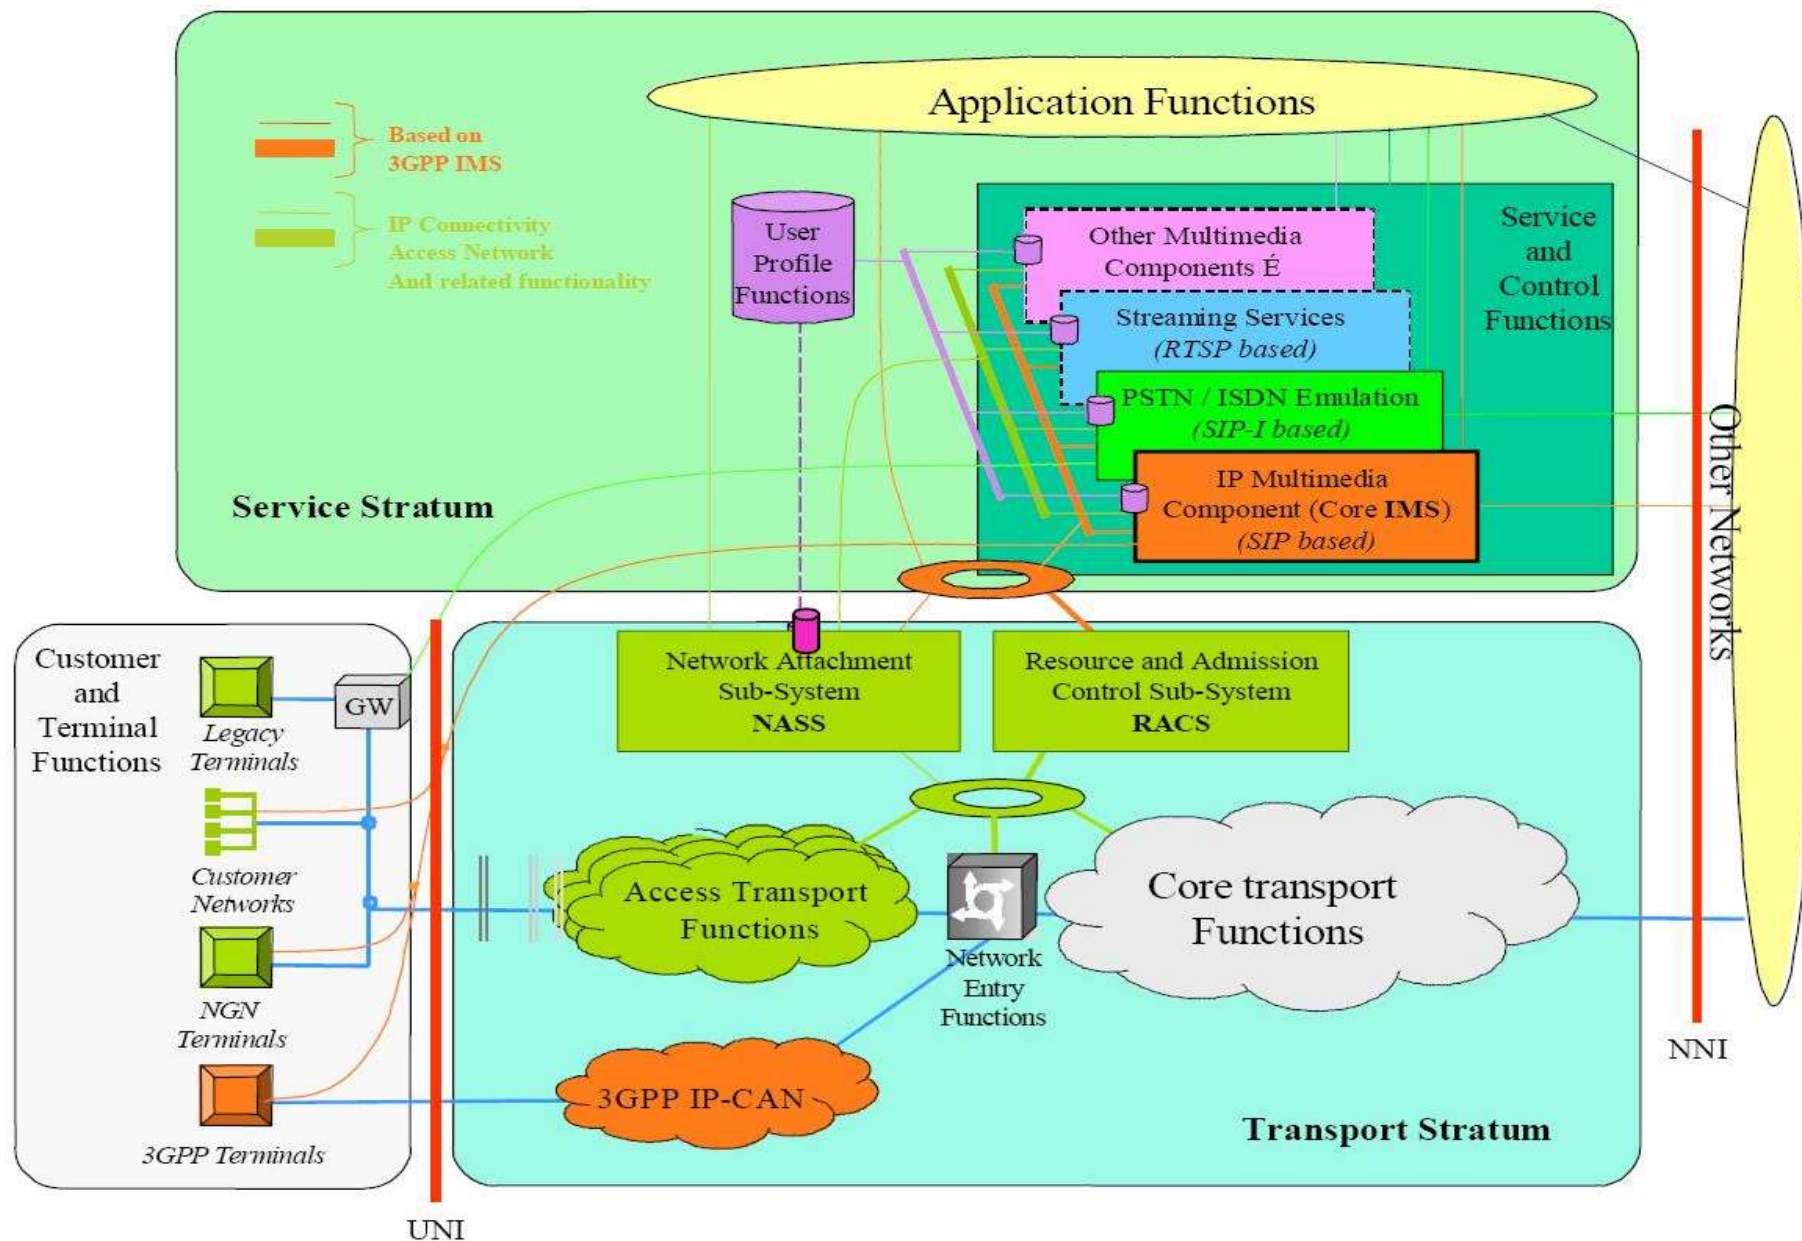 Application Functions
Based on
3GPP IMS
IP Connectivity
Access Network
And related functionality
User
Profile
Functions
Other Multimedia
Components É
Streaming Services
(RTSP based)
PSTN / ISDN Emulation
(SIP-I based)
IP Multimedia
Component (Core IMS)
(SIP based)
Service
and
Control
Functions
Service Stratum
Other Networks
Customer
and
Terminal
Functions
GW
Legacy
Terminals
Customer
Networks
NGN
Terminals
3GPP Terminals
UNI
Network Attachment
Sub-System
NASS
Resource and Admission
Control Sub-System
RACS
Access Transport
Functions
Network
Entry
Functions
Core transport
Functions
3GPP IP-CAN
Transport Stratum
NNI